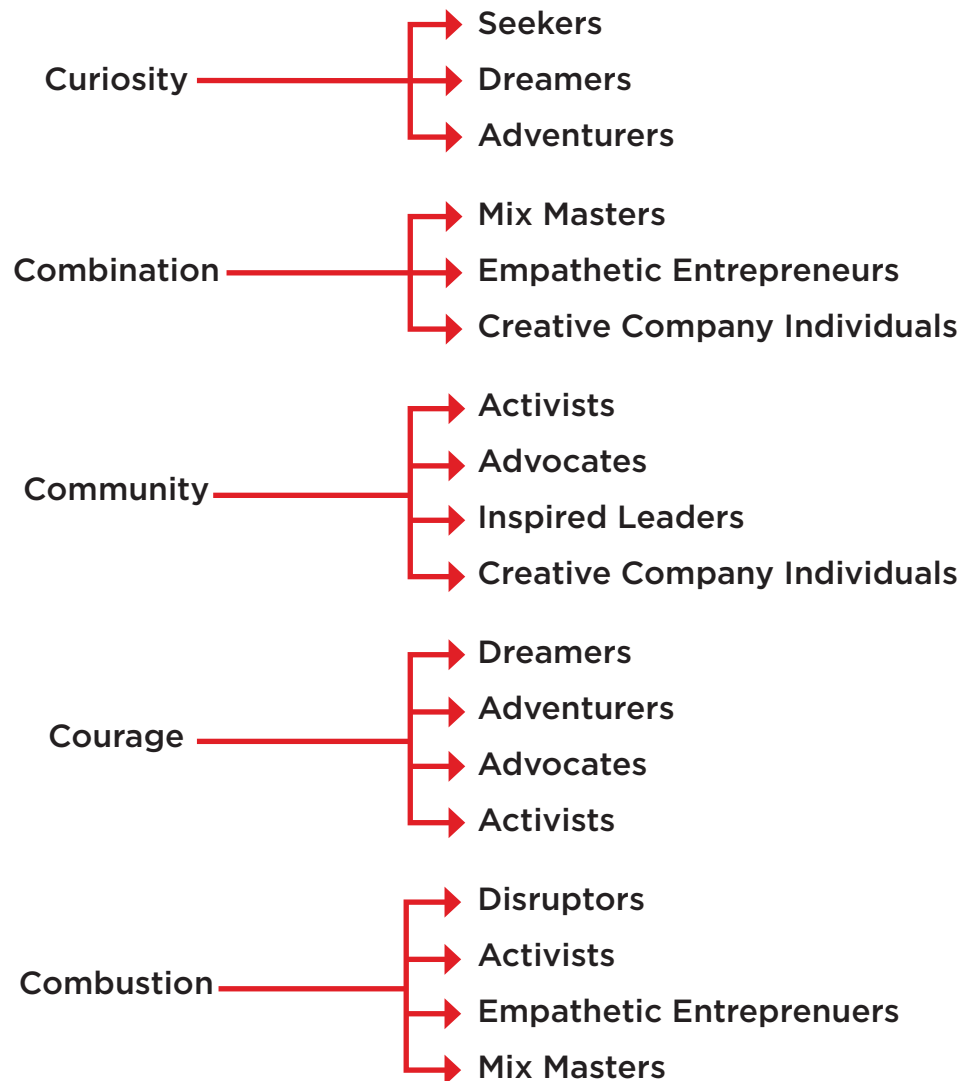 Curiosity
Seekers
Dreamers
Adventurers
Combination
Mix Masters
Empathetic Entrepreneurs
Creative Company Individuals
Community
Activists
Advocates
Inspired Leaders
Creative Company Individuals
Courage
Dreamers
Adventurers
Advocates
Activists
Combustion
Disruptors
Activists
Empathetic Entreprenuers
Mix Masters